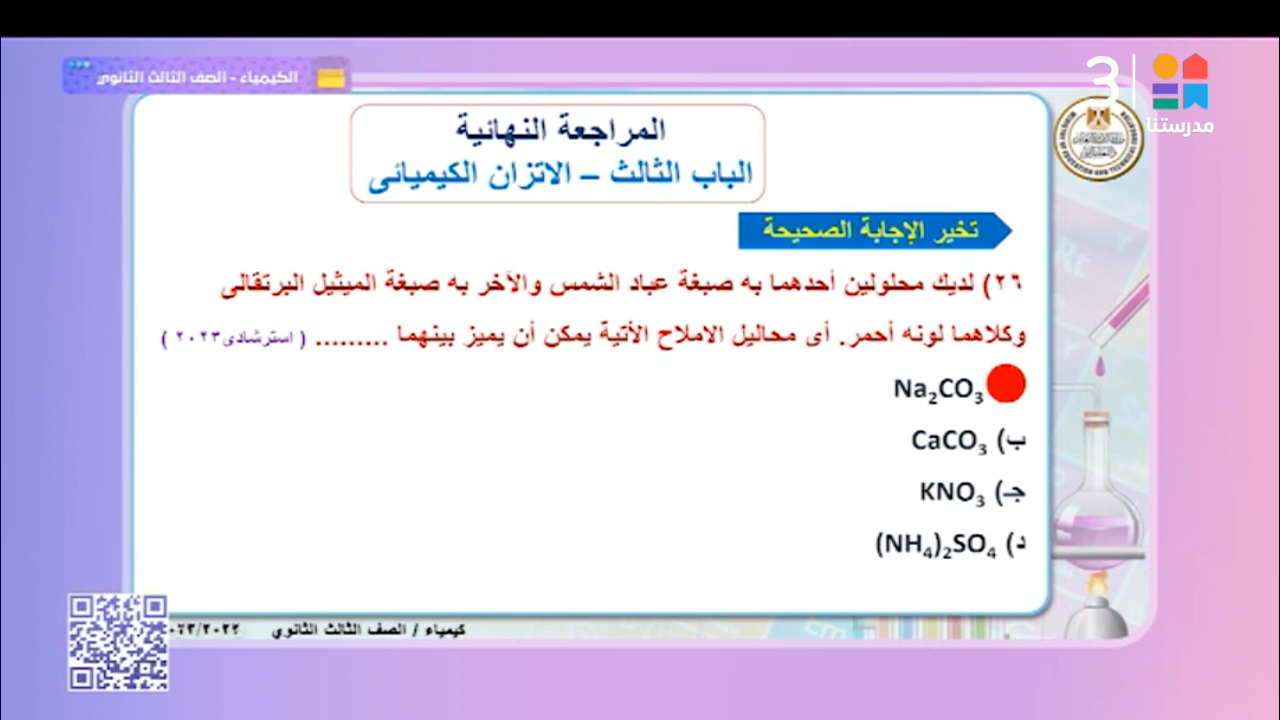 الكيمياء - الصف الثالث الثانوي
3
مدرستنا
المراجعة النهائية
الباب الثالث – الاتزان الكيميائى
تخير الإجابة الصحيحة
٢٦) لديك محلولين أحدهما به صبغة عباد الشمس والآخر به صبغة الميثيل البرتقالى
وكلاهما لونه أحمر. أى محاليل الاملاح الأتية يمكن أن يميز بينهما ......... ( استرشادى٢٠٢٣ )
Na₂CO₃
ب) CaCO₃
جـ) KNO₃
د) (NH₄)₂SO₄
كيمياء / الصف الثالث الثانوي